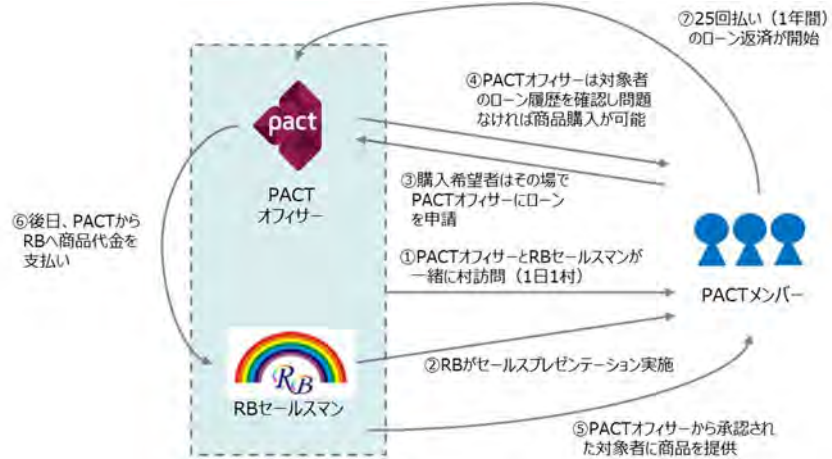 ⑦25回払い（1年間）
のローン返済が開始
④PACTオフィサーは対象者
のローン履歴を確認し問題
なければ商品購入が可能
pact
PACT
オフィサー
③購入希望者はその場で
PACTオフィサーにローン
を申請
⑥後日、PACTから
RBへ商品代金を
支払い
①PACTオフィサーとRBセールスマンが
一緒に村訪問（1日1村）
PACTメンバー
②RBがセールスプレゼンテーション実施
RB
RBセールスマン
⑤PACTオフィサーから承認され
た対象者に商品を提供